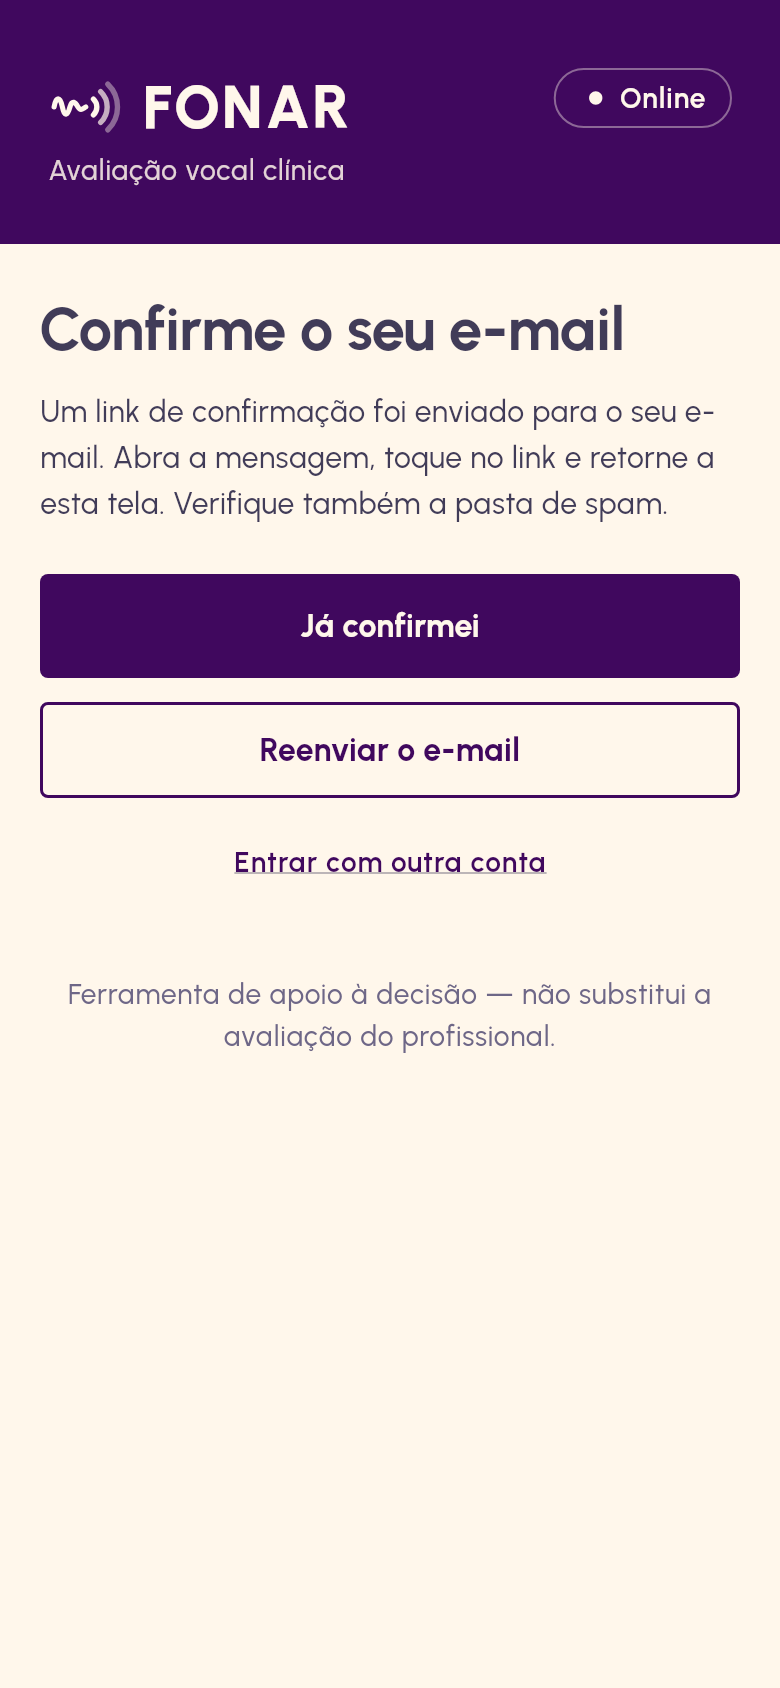 FONAR
Online
Avaliação vocal clínica
Confirme o seu e-mail
Um link de confirmação foi enviado para o seu e-
mail. Abra a mensagem, toque no link e retorne a
esta tela. Verifique também a pasta de spam.
Já confirmei
Reenviar o e-mail
Entrar com outra conta
Ferramenta de apoio à decisão — não substitui a
avaliação do profissional.